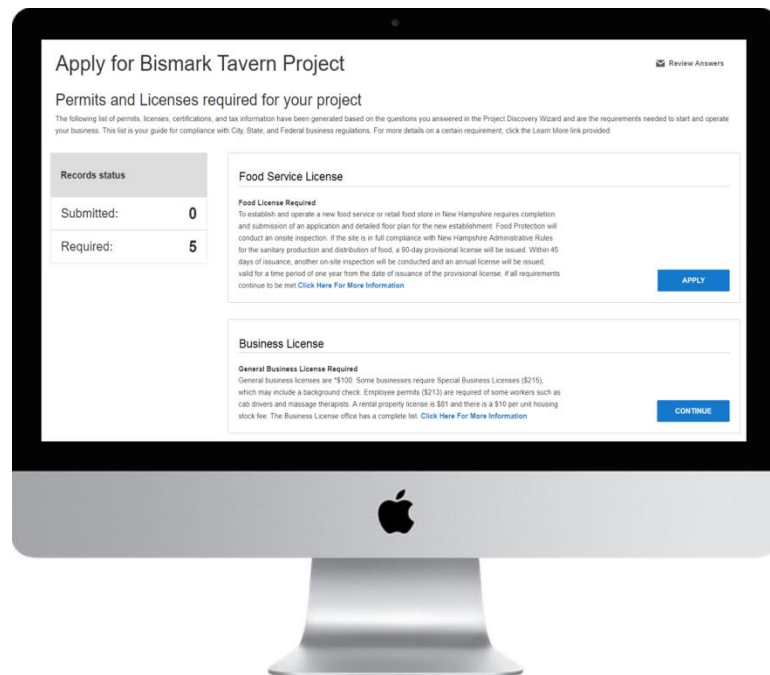 Apply for Bismark Tavern Project
Review Answers
Permits and Licenses required for your project
The following list of permits, licenses, certifications, and tax information have been generated based on the questions you answered in the Project Discovery Wizard and are the requirements needed to start and operate
your business. This list is your guide for compliance with City, State, and Federal business regulations. For more details on a certain requirement, click the Learn More link provided.
Records status
Submitted: 0
Required: 5
Food Service License
Food License Required
To establish and operate a new food service or retail food store in New Hampshire requires completion
and submission of an application and detailed floor plan for the new establishment. Food Protection will
conduct an onsite inspection. If the site is in full compliance with New Hampshire Administrative Rules
for the sanitary production and distribution of food, a 90-day provisional license will be issued. Within 45
days of issuance, another on-site inspection will be conducted and an annual license will be issued,
valid for a time period of one year from the date of issuance of the provisional license, if all requirements
continue to be met.Click Here For More Information
APPLY
Business License
General Business License Required
General business licenses are *$100. Some businesses require Special Business Licenses ($215),
which may include a background check. Employee permits ($213) are required of some workers such as
cab drivers and massage therapists. A rental property license is $81 and there is a $10 per unit housing
stock fee. The Business License office has a complete list. Click Here For More Information
CONTINUE